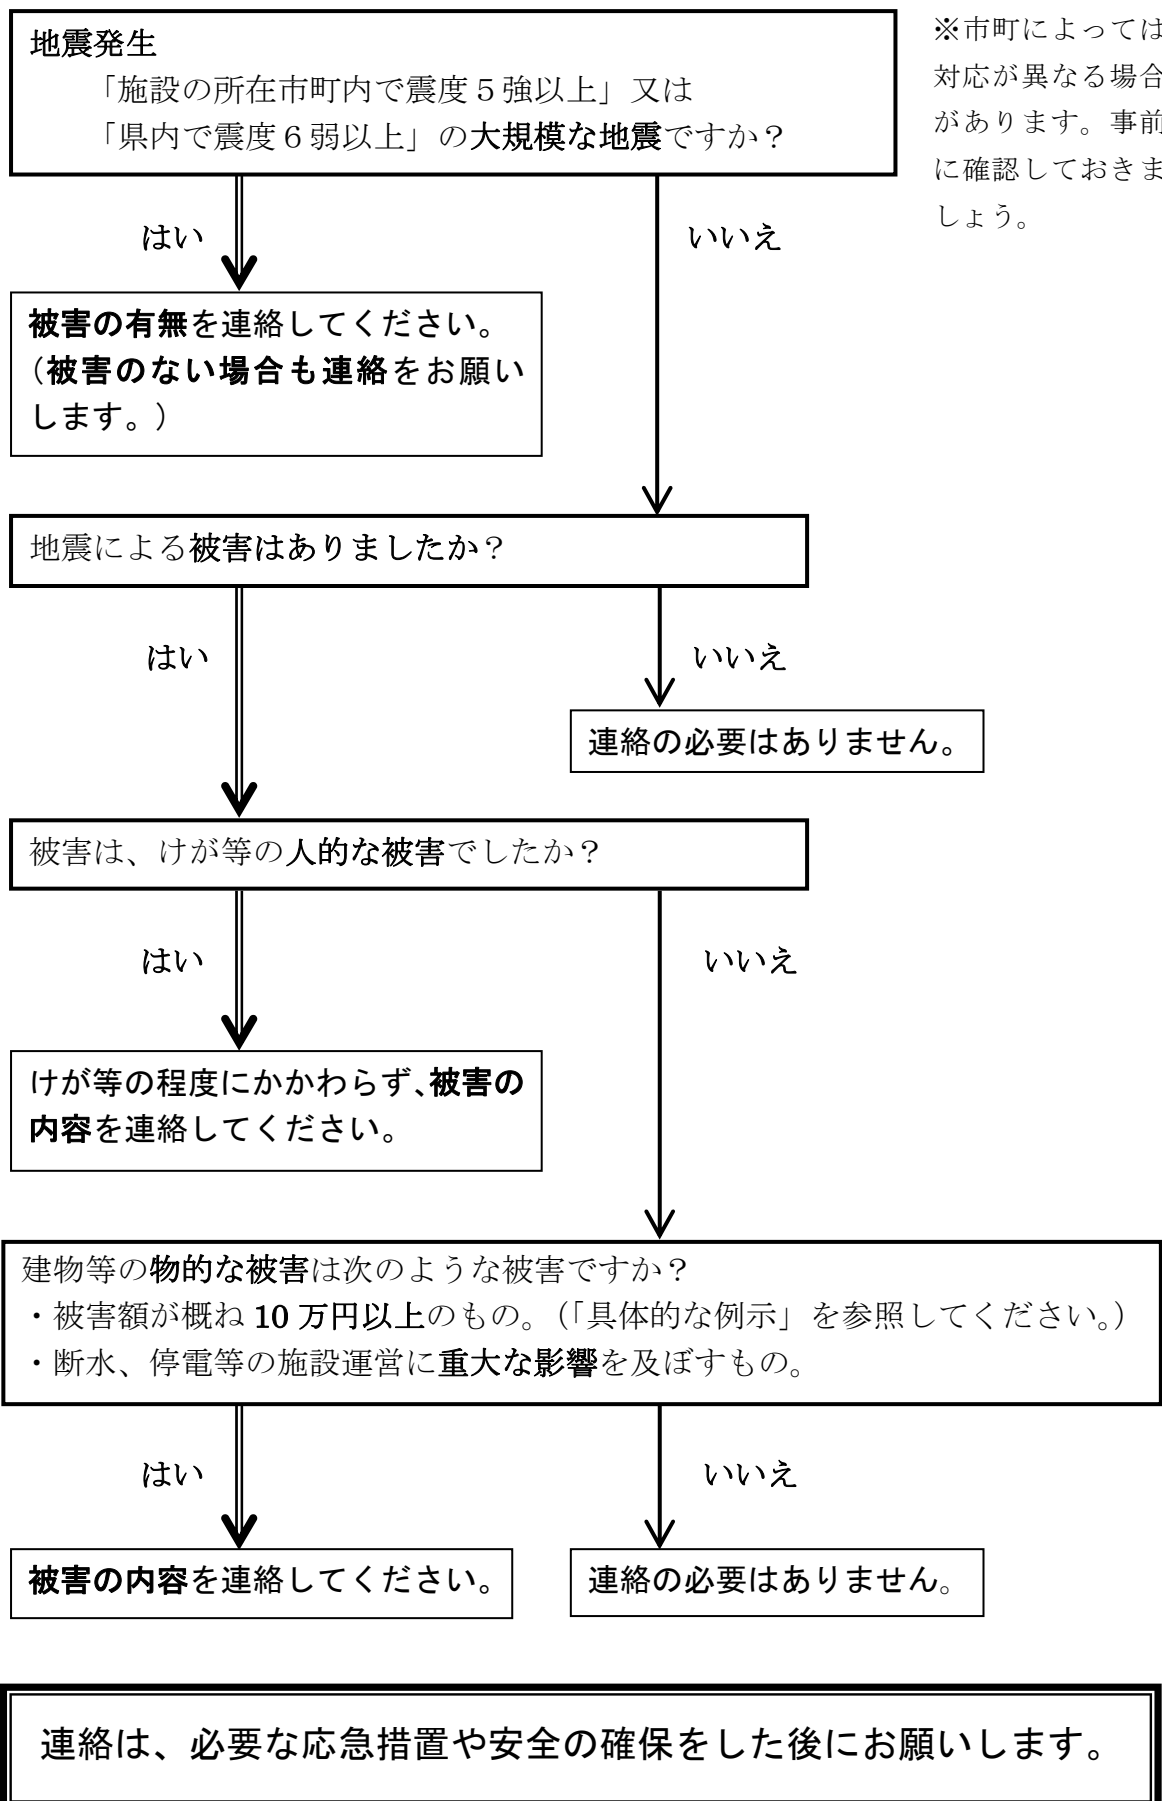 地震発生
「施設の所在市町内で震度５強以上」又は
「県内で震度６弱以上」の大規模な地震ですか？
※市町によっては
対応が異なる場合
があります。事前
に確認しておきま
しょう。
はい
いいえ
被害の有無を連絡してください。
（被害のない場合も連絡をお願い
します。）
地震による被害はありましたか？
はい
いいえ
連絡の必要はありません。
被害は、けが等の人的な被害でしたか？
はい
いいえ
けが等の程度にかかわらず、被害の
内容を連絡してください。
建物等の物的な被害は次のような被害ですか？
・被害額が概ね 10 万円以上のもの。（「具体的な例示」を参照してください。）
・断水、停電等の施設運営に重大な影響を及ぼすもの。
はい
いいえ
被害の内容を連絡してください。
連絡の必要はありません。
連絡は、必要な応急措置や安全の確保をした後にお願いします。